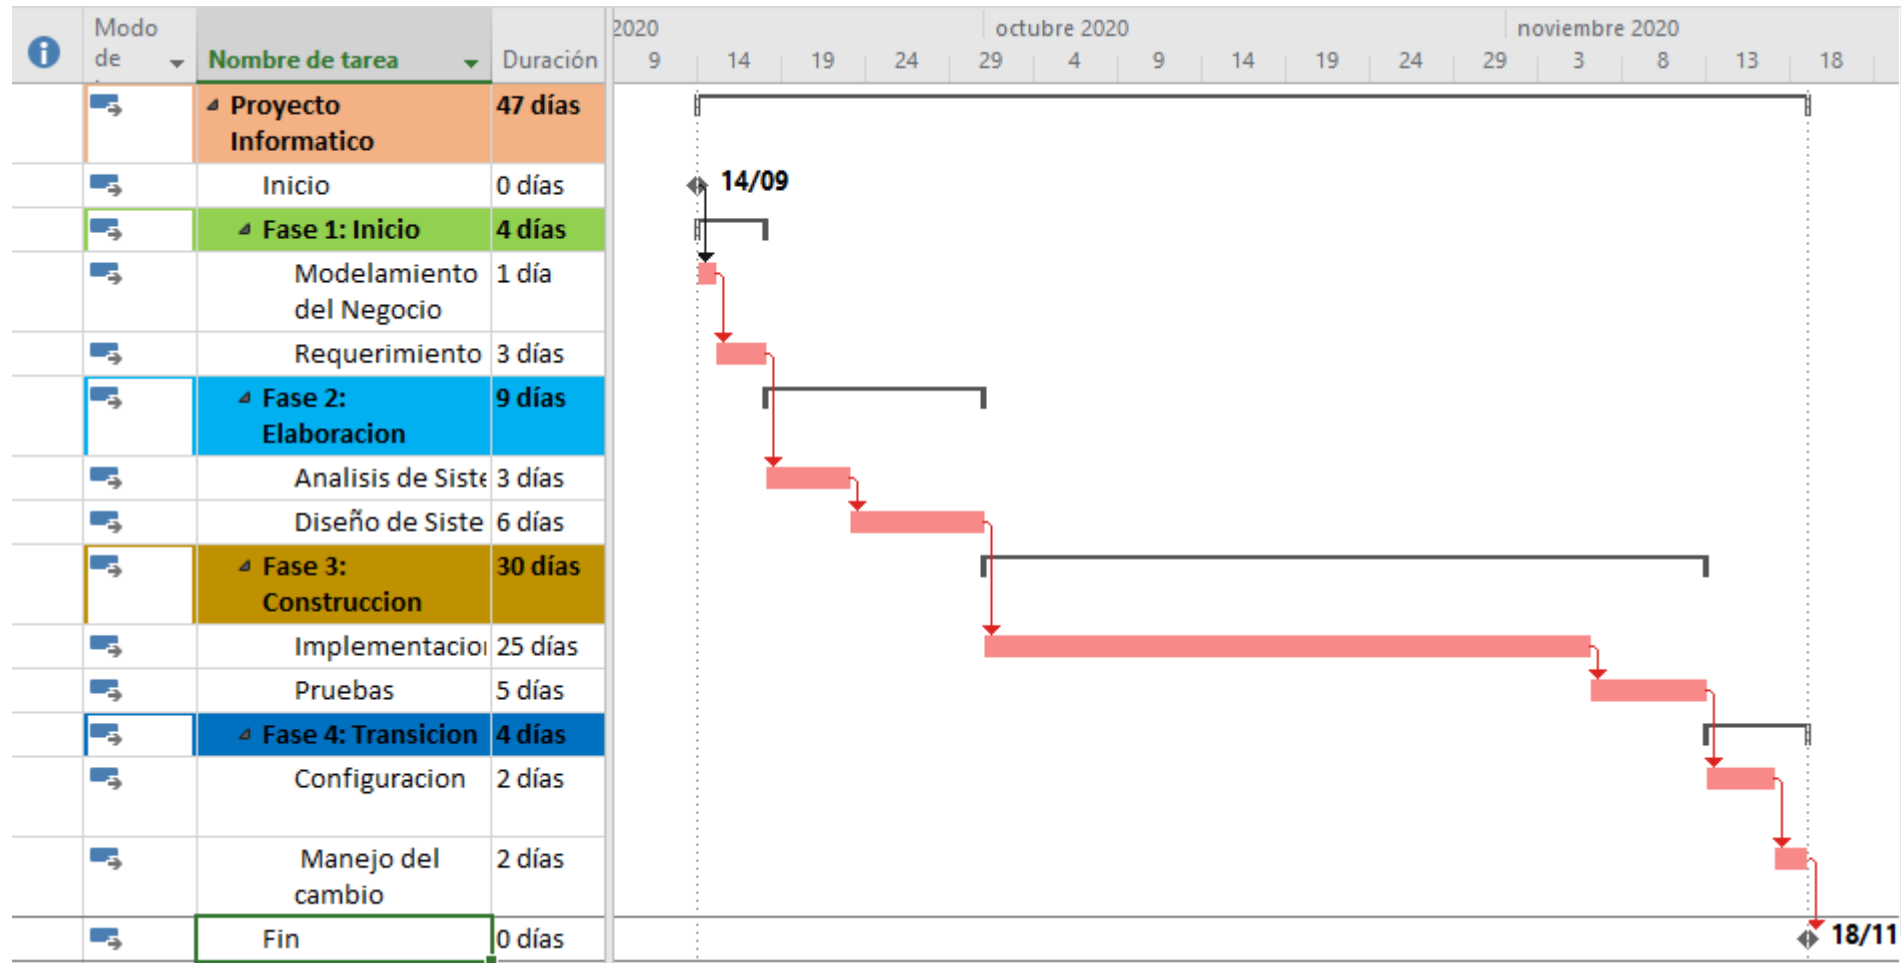 Modo
de
Nombre de tarea
Duración
2020
octubre 2020
noviembre 2020
9 14 19 24 29 4 9 14 19 24 29 3 8 13 18
Proyecto
Informatico
47 días
Inicio 0 días
14/09
Fase 1: Inicio 4 días
Modelamiento
del Negocio
1 día
Requerimiento 3 días
Fase 2:
Elaboracion
9 días
Analisis de Siste 3 días
Diseño de Siste 6 días
Fase 3:
Construccion
30 días
Implementacio 25 días
Pruebas 5 días
Fase 4: Transicion 4 días
Configuracion 2 días
Manejo del
cambio
2 días
Fin 0 días
18/11